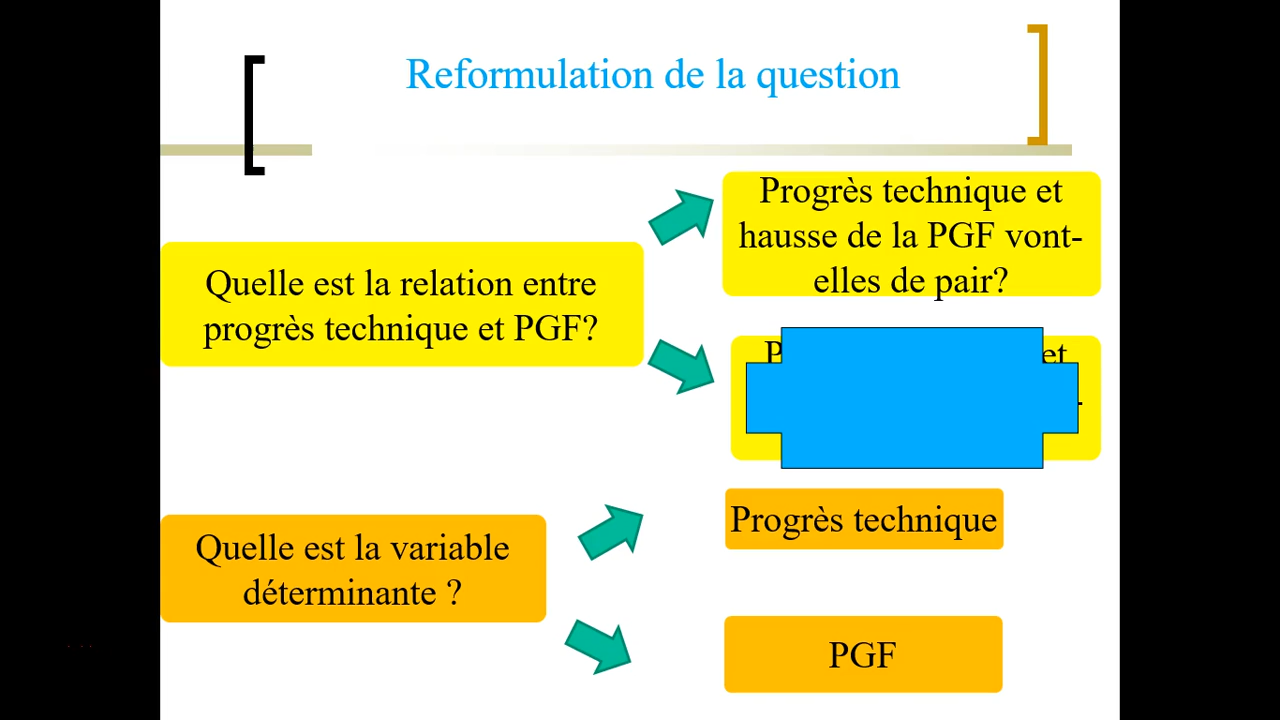 Reformulation de la question
Progrès technique et
hausse de la PGF vont-
elles de pair?
Quelle est la relation entre
progrès technique et PGF?
et
Quelle est la variable
déterminante ?
Progrès technique
PGF